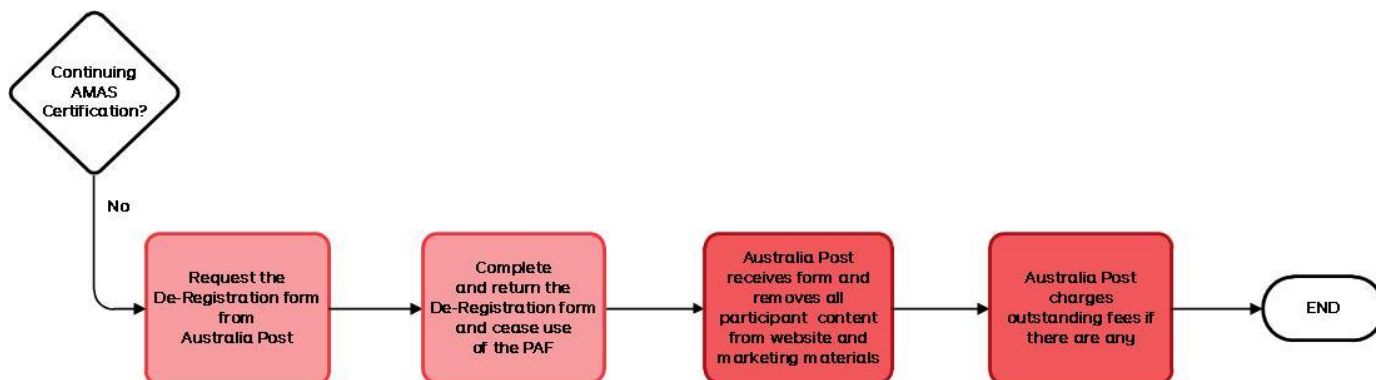 Continuing
AMAS
Certification?
No
Request the
De-Registration form
from
Australia Post
Complete
and return the
De-Registration form
and cease use
of the PAF
Australia Post
receives form and
removes all
participant content
from website and
marketing materials
Australia Post
charges
outstanding fees if
there are any
END